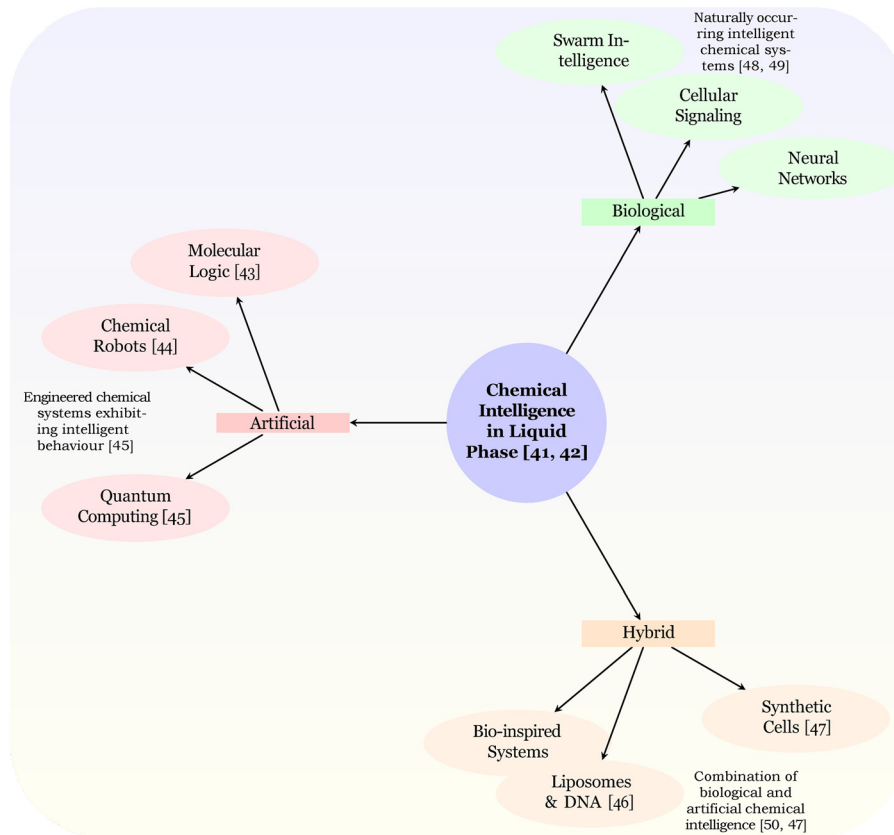 Naturally occur-
ring intelligent
chemical sys-
tems [48, 49]
Swarm In-
telligence
Cellular
Signaling
Neural
Networks
Biological
Molecular
Logic [43]
Chemical
Robots [44]
Engineered chemical
systems exhibit-
ing intelligent
behaviour [45]
Artificial
Quantum
Computing [45]
Chemical
Intelligence
in Liquid
Phase [41, 42]
Hybrid
Synthetic
Cells [47]
Bio-inspired
Systems
Liposomes
& DNA [46]
Combination of
biological and
artificial chemical
intelligence [50, 47]